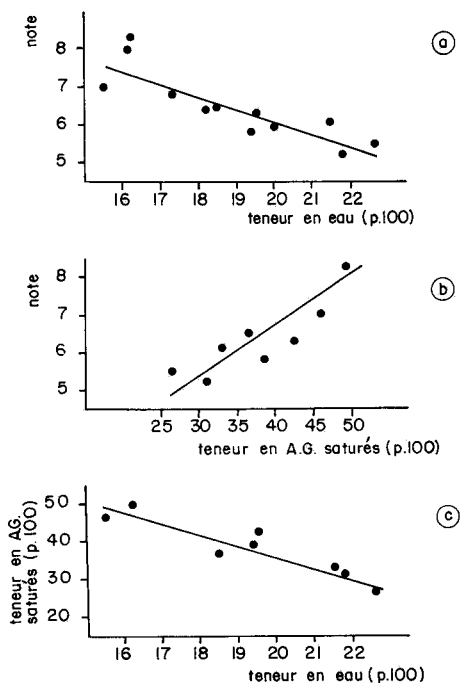 note
a
8
7
6
5
16 17 18 19 20 21 22
teneur en eau (p.100)
note
b
8
7
6
5
25 30 35 40 45 50
teneur en A.G. saturés (p.100)
teneur en A.G.
saturés (p.100)
c
50
40
30
20
16 17 18 19 20 21 22
teneur en eau (p.100)